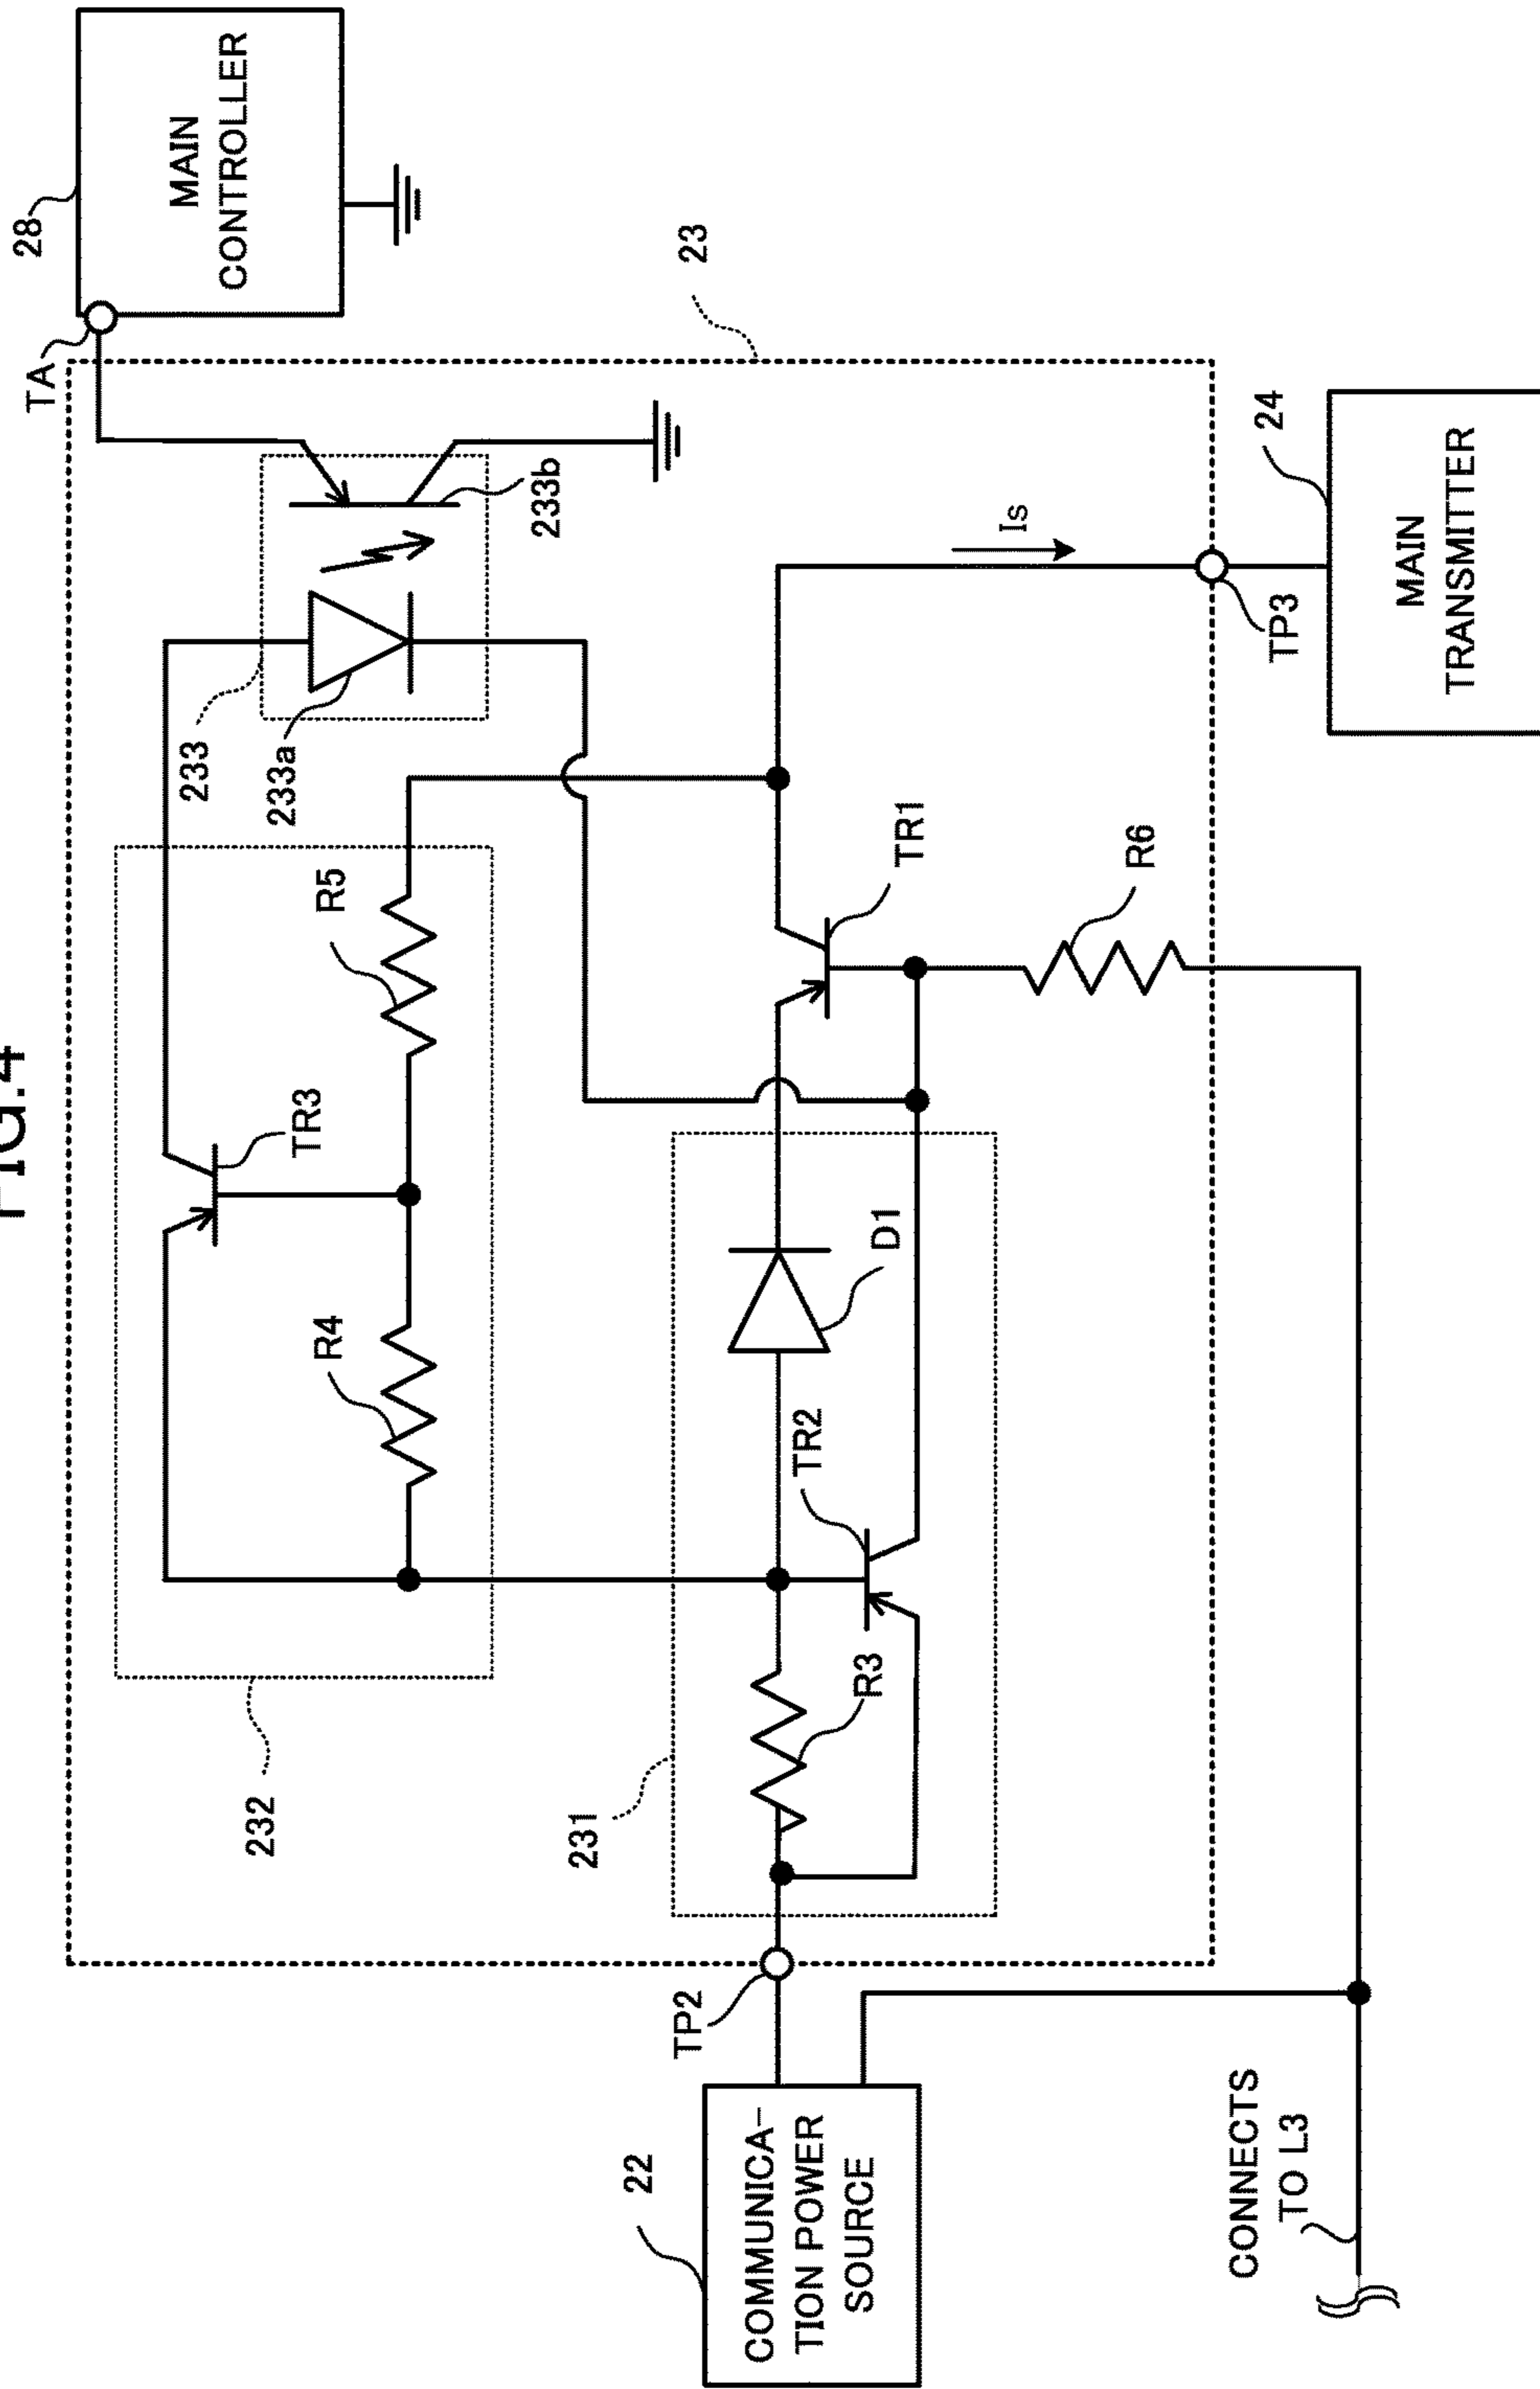 FIG.4
28
MAIN
CONTROLLER
TA
23
233
233a
233b
232
TR3
R4
R5
231
R3
TR2
D1
TR1
R6
Is
TP3
24
MAIN
TRANSMITTER
TP2
22
COMMUNICA-
TION POWER
SOURCE
CONNECTS
TO L3